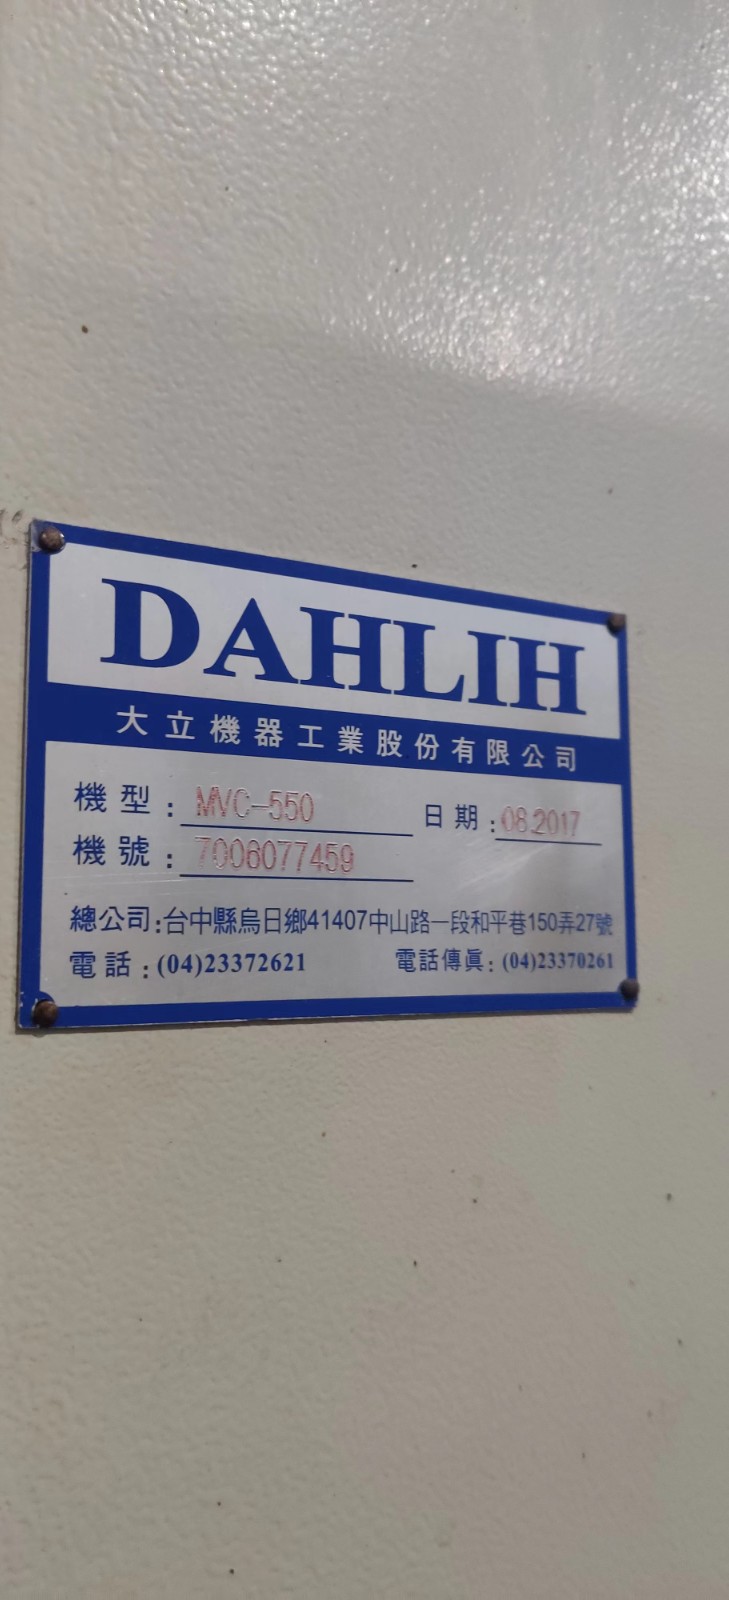 DAHLIH
大立機器工業股份有限公司
機型：MVC-550 日期：08.2017
機號：7006077459
總公司：台中縣烏日鄉41407中山路一段和平巷150弄27號
電話：(04)23372621 電話傳眞：(04)23370261